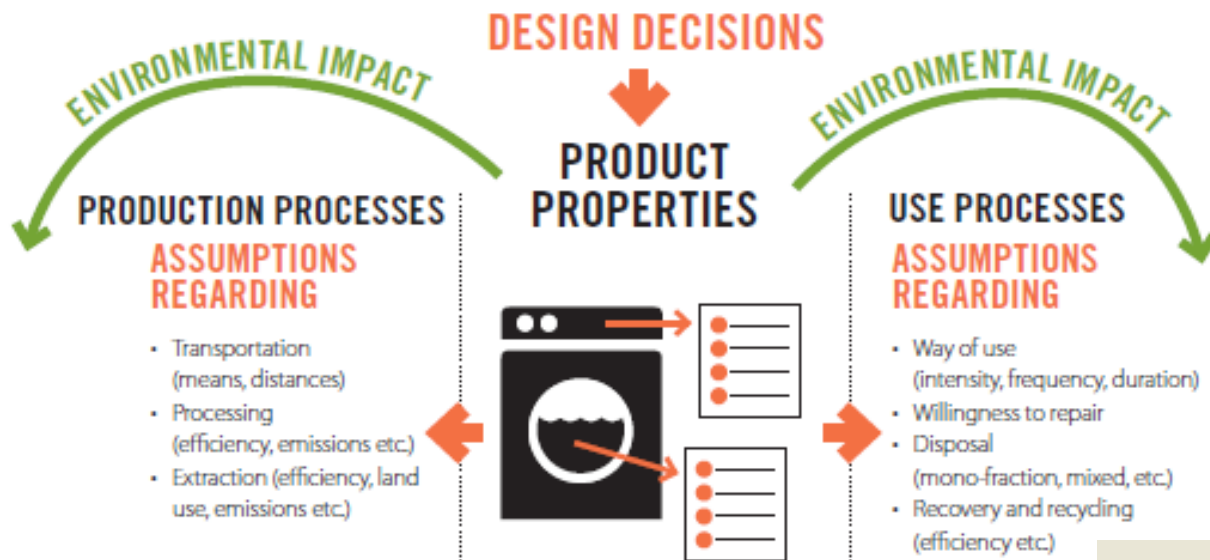 DESIGN DECISIONS
ENVIRONMENTAL IMPACT
ENVIRONMENTAL IMPACT
PRODUCT
PROPERTIES
PRODUCTION PROCESSES
ASSUMPTIONS
REGARDING
• Transportation
(means, distances)
• Processing
(efficiency, emissions etc.)
• Extraction (efficiency, land
use, emissions etc.)
USE PROCESSES
ASSUMPTIONS
REGARDING
• Way of use
(intensity, frequency, duration)
• Willingness to repair
• Disposal
(mono-fraction, mixed, etc.)
• Recovery and recycling
(efficiency etc.)